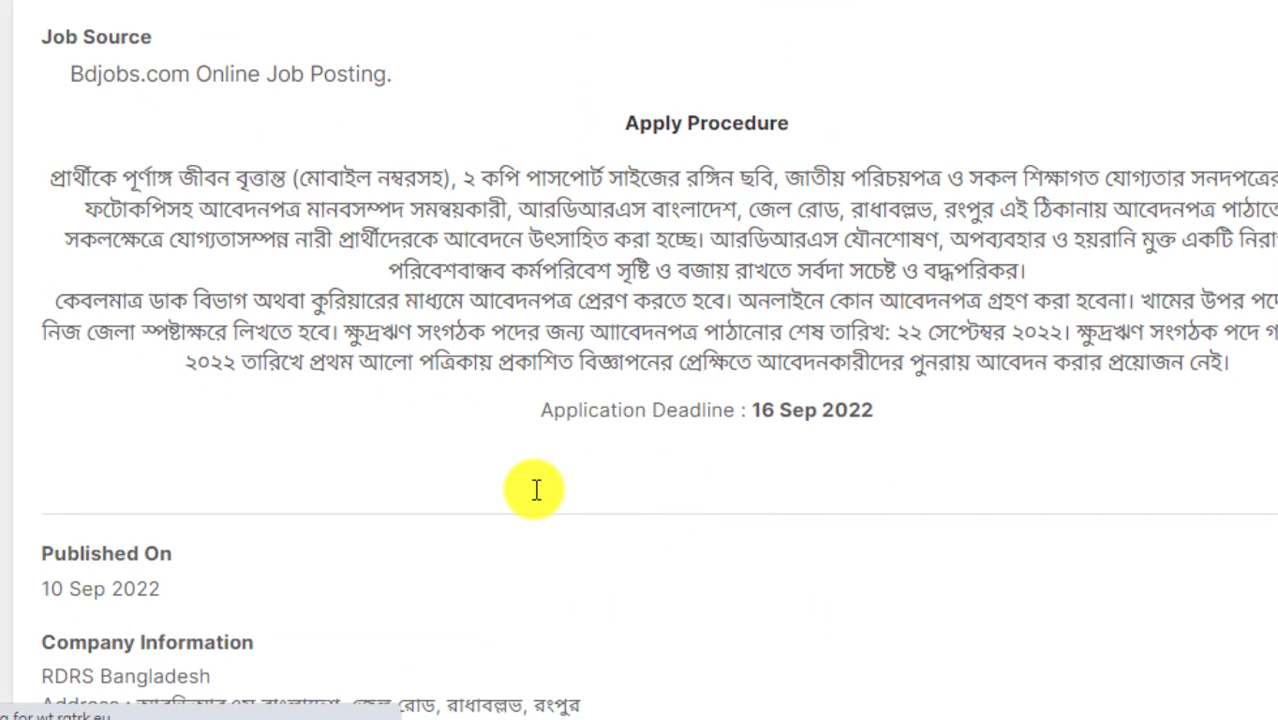 Job Source
Bdjobs.com Online Job Posting.
Apply Procedure
প্রার্থীকে পূর্ণাঙ্গ জীবন বৃত্তান্ত (মোবাইল নম্বরসহ), ২ কপি পাসপোর্ট সাইজের রঙ্গিন ছবি, জাতীয় পরিচয়পত্র ও সকল শিক্ষাগত যোগ্যতার সনদপত্রের
ফটোকপিসহ আবেদনপত্র মানবসম্পদ সমন্বয়কারী, আরডিআরএস বাংলাদেশ, জেল রোড, রাধাবল্লভ, রংপুর এই ঠিকানায় আবেদনপত্র পাঠাতে
সকলক্ষেত্রে যোগ্যতাসম্পন্ন নারী প্রার্থীদেরকে আবেদনে উৎসাহিত করা হচ্ছে। আরডিআরএস যৌনশোষণ, অপব্যবহার ও হয়রানি মুক্ত একটি
পরিবেশবান্ধব কর্মপরিবেশ সৃষ্টি ও বজায় রাখতে সর্বদা সচেষ্ট ও বদ্ধপরিকর।
কেবলমাত্র ডাক বিভাগ অথবা কুরিয়ারের মাধ্যমে আবেদনপত্র প্রেরণ করতে হবে। অনলাইনে কোন আবেদনপত্র গ্রহণ করা হবেনা। খামের উপর
নিজ জেলা স্পষ্টাক্ষরে লিখতে হবে। ক্ষুদ্রঋণ সংগঠক পদের জন্য আাবেদনপত্র পাঠানোর শেষ তারিখ: ২২ সেপ্টেম্বর ২০২২। ক্ষুদ্রঋণ সংগঠক পদে
২০২২ তারিখে প্রথম আলো পত্রিকায় প্রকাশিত বিজ্ঞাপনের প্রেক্ষিতে আবেদনকারীদের পুনরায় আবেদন করার প্রয়োজন নেই।
Application Deadline : 16 Sep 2022
Published On
10 Sep 2022
Company Information
RDRS Bangladesh
Address : আরডিআরএস বাংলাদেশ, জেল রোড, রাধাবল্লভ, রংপুর